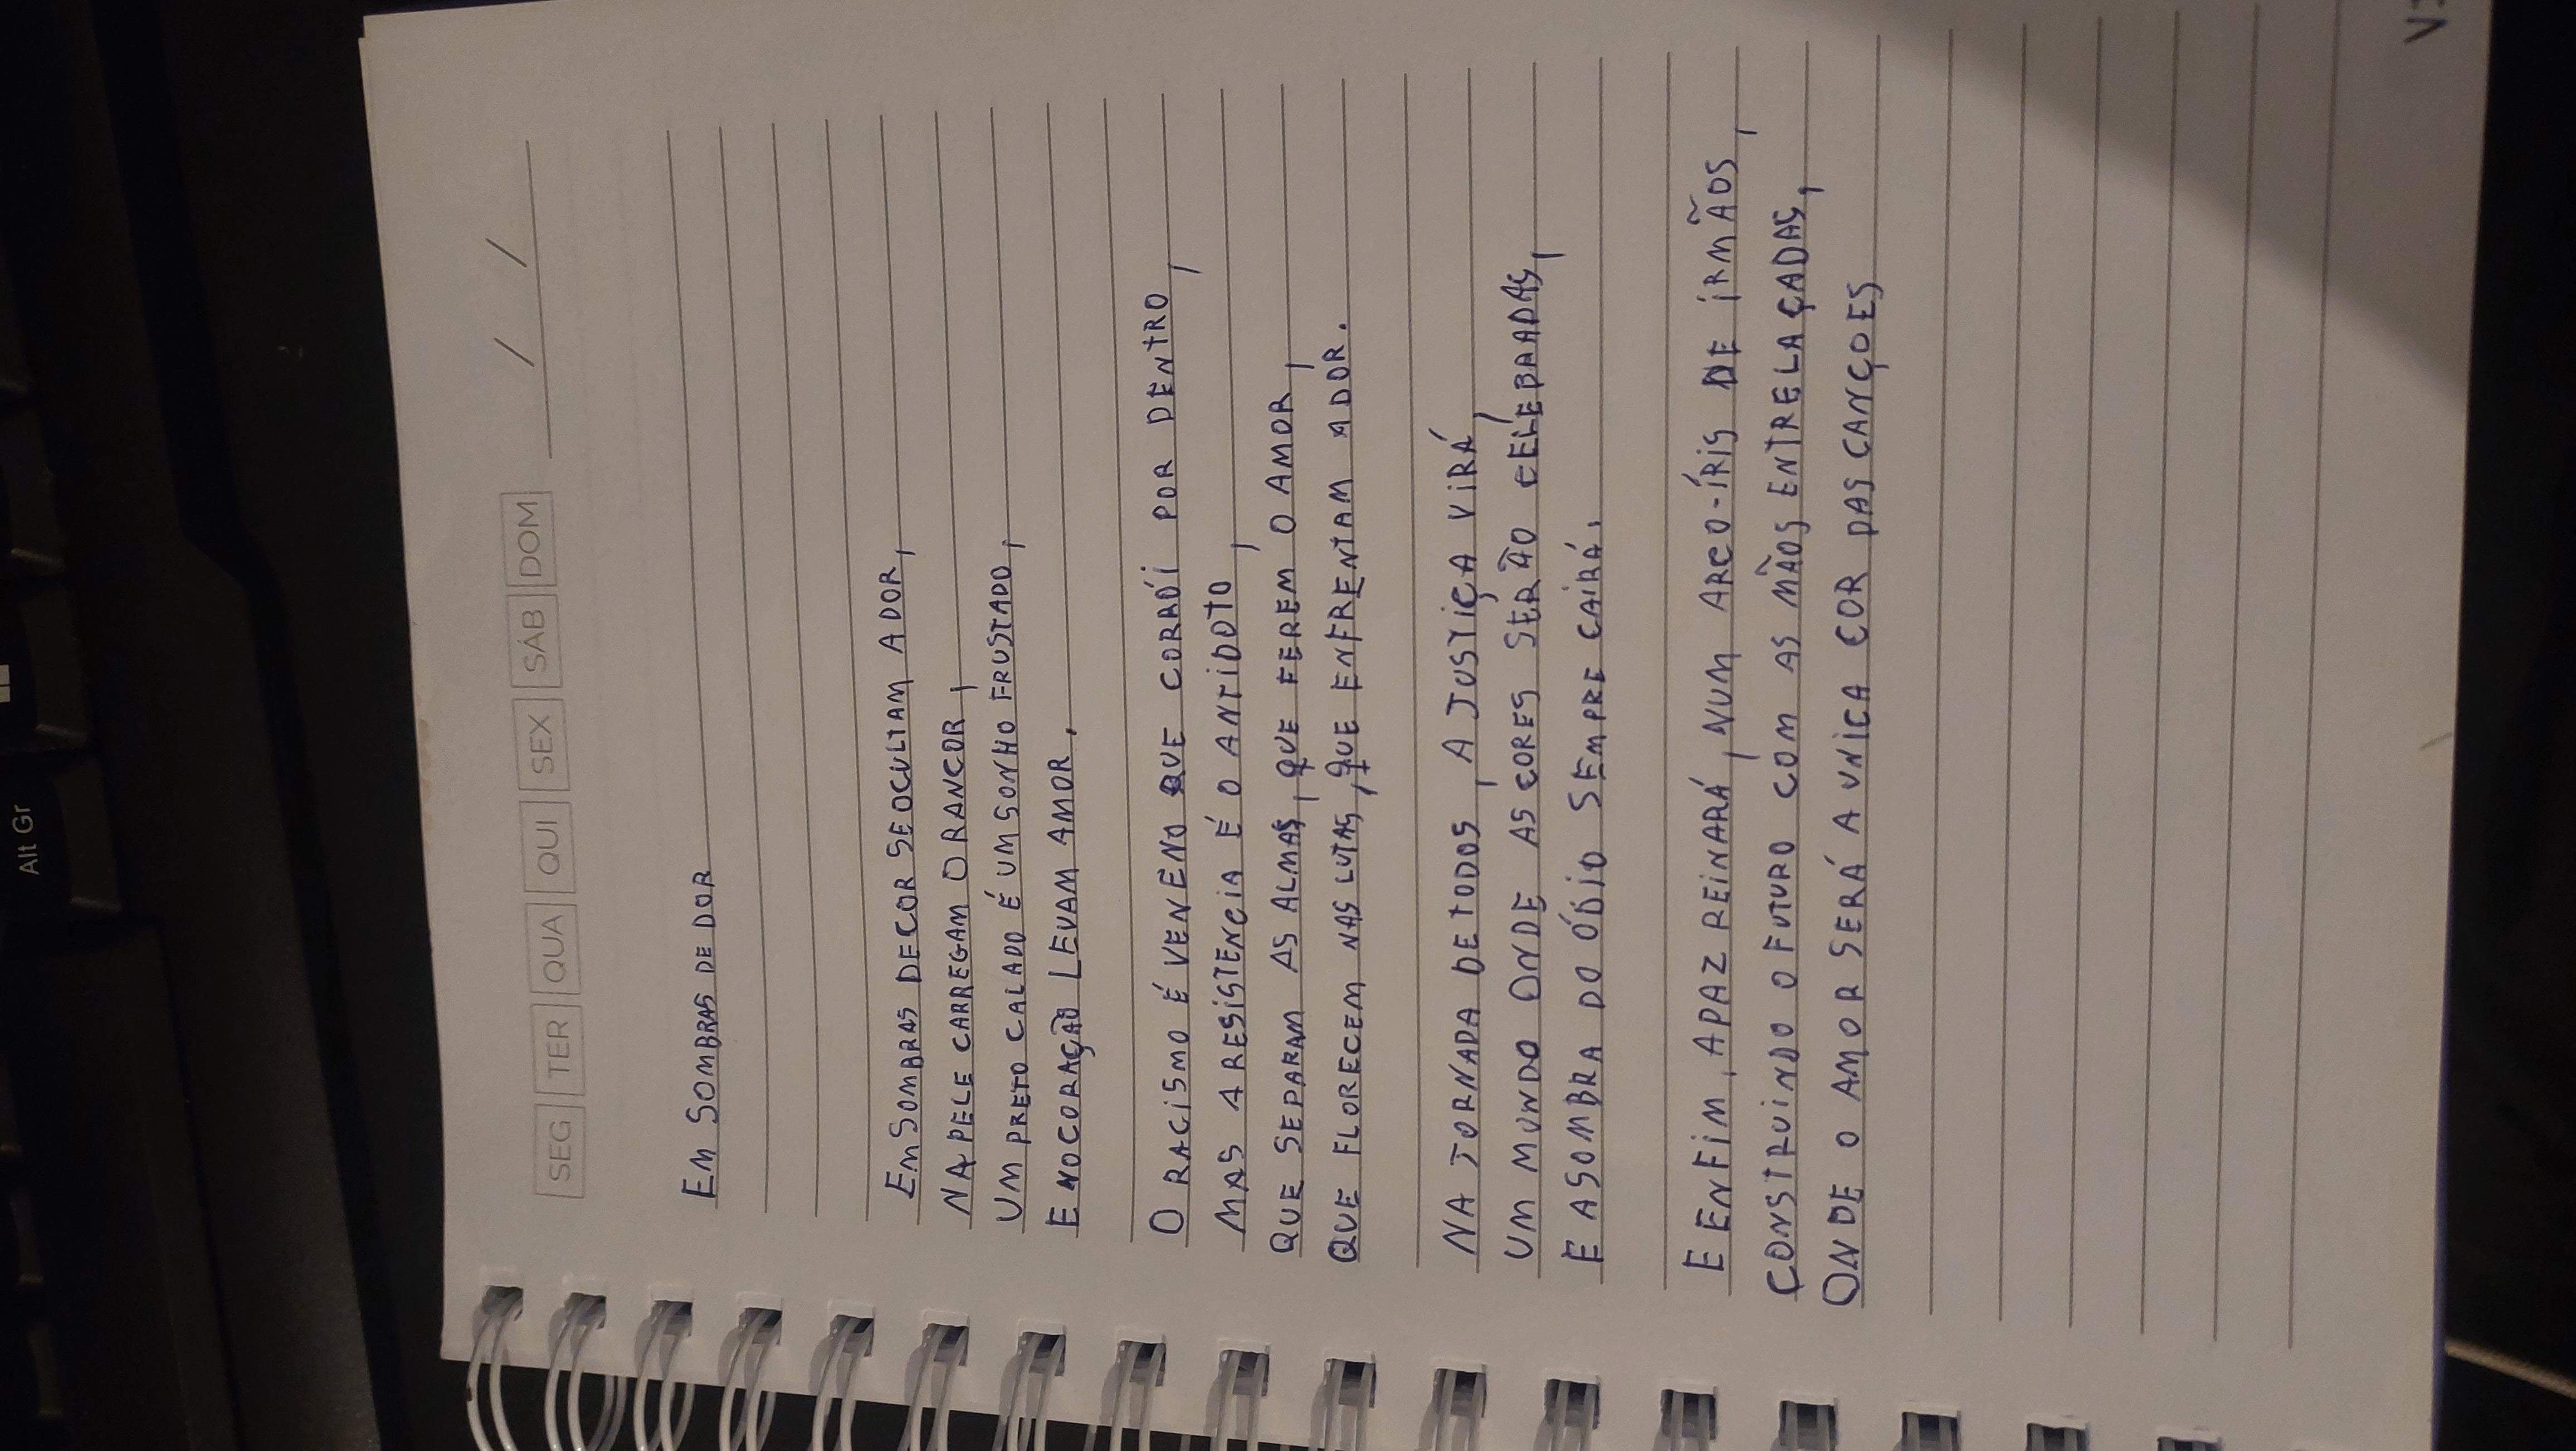 Alt Gr
SEG TER QUA QUI SEX SÁB DOM / /
EM SOMBRAS DE DOR
EM SOMBRAS DE COR SE OCULTAM A DOR,
NA PELE CARREGAM O RANCOR,
UM PRETO CALADO É UM SONHO FRUSTADO,
E NO CORAÇÃO LEVAM AMOR.
O RACISMO É VENENO QUE CORRÓI POR DENTRO,
MAS A RESISTENCIA É O ANTIDOTO,
QUE SEPARAM AS ALMAS, QUE FEREM O AMOR,
QUE FLORECEM NAS LUTAS, QUE ENFRENTAM A DOR.
NA JORNADA DE TODOS, A JUSTIÇA VIRÁ,
UM MUNDO ONDE AS CORES SERÃO CELEBRADAS,
E A SOMBRA DO ÓDIO SEMPRE CAIRÁ.
E ENFIM, A PAZ REINARÁ, NUM ARCO-ÍRIS DE IRMÃOS,
CONSTRUINDO O FUTURO COM AS MÃOS ENTRELAÇADAS,
ONDE O AMOR SERÁ A UNICA COR DAS CANÇOES